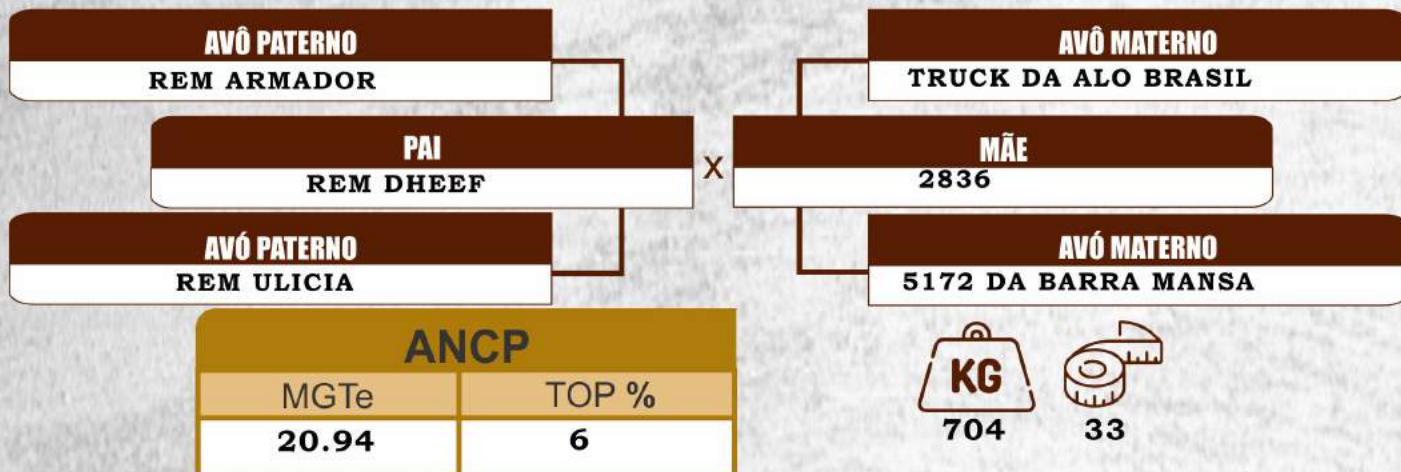 AVÔ PATERNO
REM ARMADOR
AVÔ MATERNO
TRUCK DA ALO BRASIL
PAI
REM DHEEF
X
MÃE
2836
AVÓ PATERNO
REM ULICIA
AVÓ MATERNO
5172 DA BARRA MANSA
ANCP
MGTe TOP %
20.94 6
KG
704 33